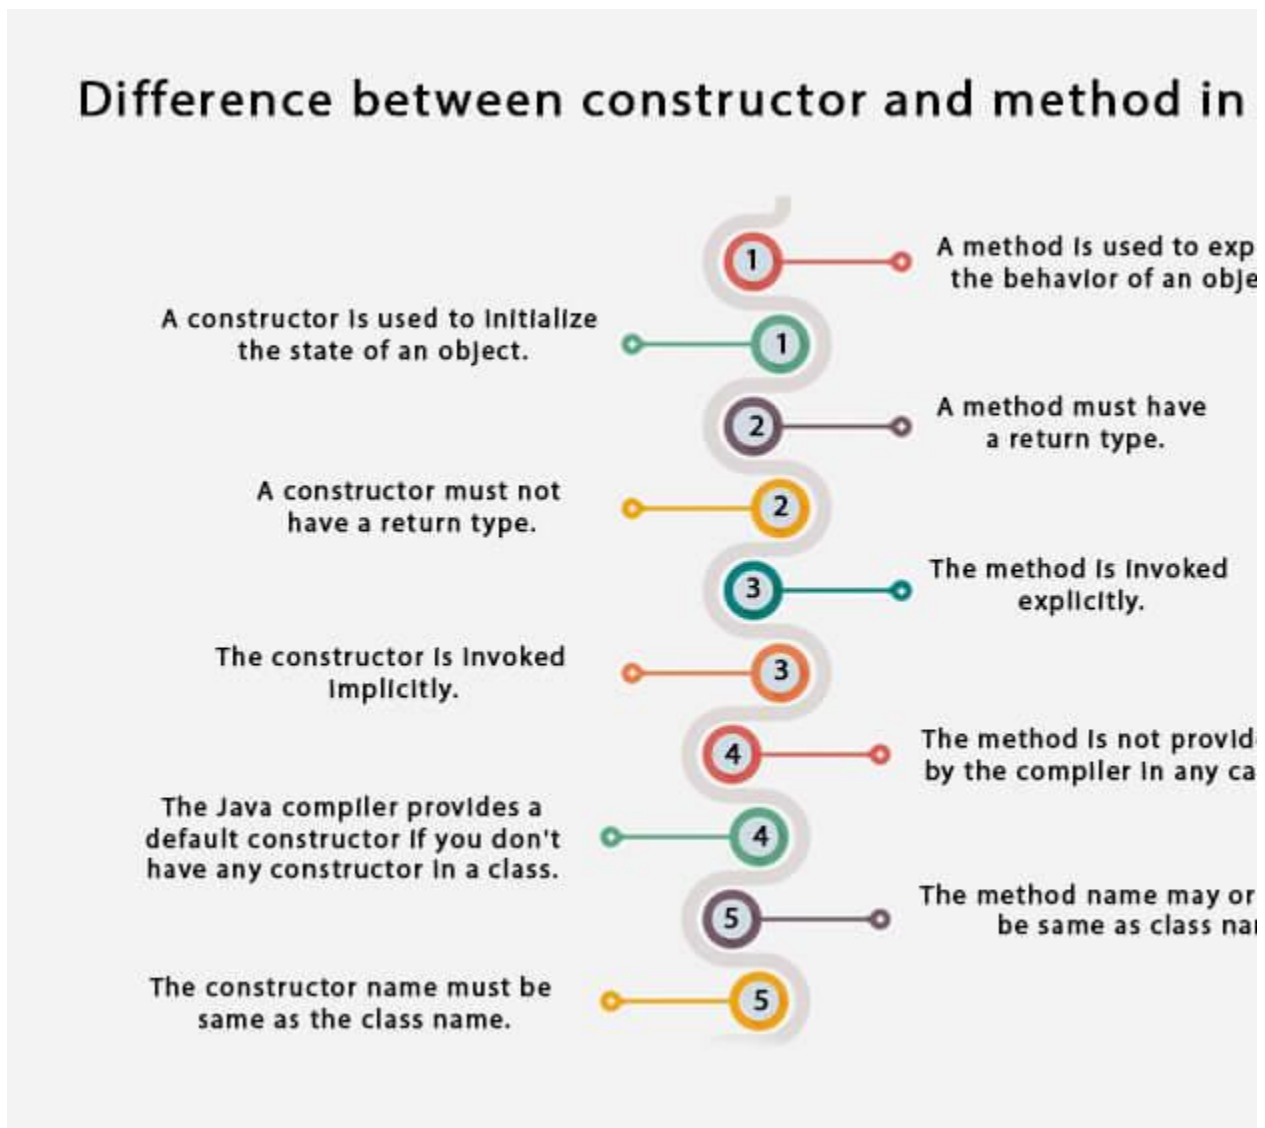 Difference between constructor and method in
1
A method is used to exp
the behavior of an obje
A constructor is used to initialize
the state of an object.
1
2
A method must have
a return type.
A constructor must not
have a return type.
2
3
The method is invoked
explicitly.
The constructor is invoked
implicitly.
3
4
The method is not provid
by the compiler in any ca
The Java compiler provides a
default constructor if you don't
have any constructor in a class.
4
5
The method name may or
be same as class na
The constructor name must be
same as the class name.
5